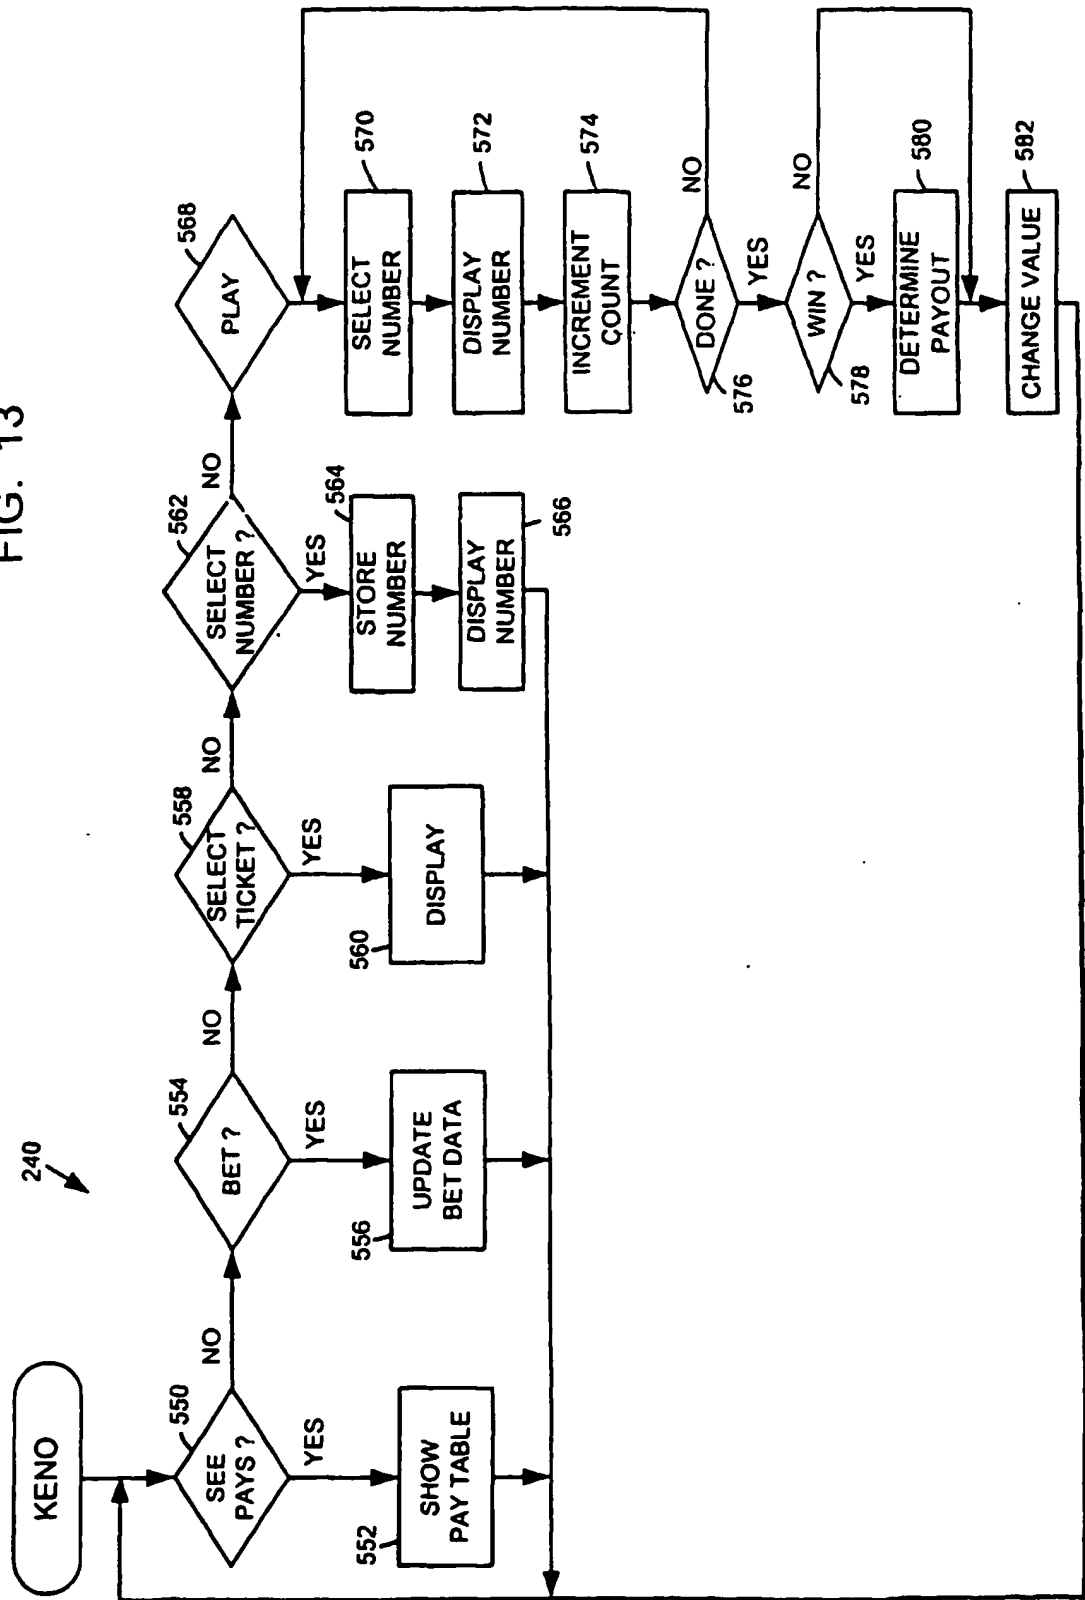 FIG. 13
240
KENO
SEE
PAYS ?
550
YES
NO
SHOW
PAY TABLE
552
BET ?
554
YES
NO
UPDATE
BET DATA
556
SELECT
TICKET ?
558
YES
NO
DISPLAY
560
SELECT
NUMBER ?
562
YES
NO
STORE
NUMBER
564
DISPLAY
NUMBER
566
PLAY
568
SELECT
NUMBER
570
DISPLAY
NUMBER
572
INCREMENT
COUNT
574
DONE ?
576
NO
YES
WIN ?
578
NO
YES
DETERMINE
PAYOUT
580
CHANGE VALUE
582